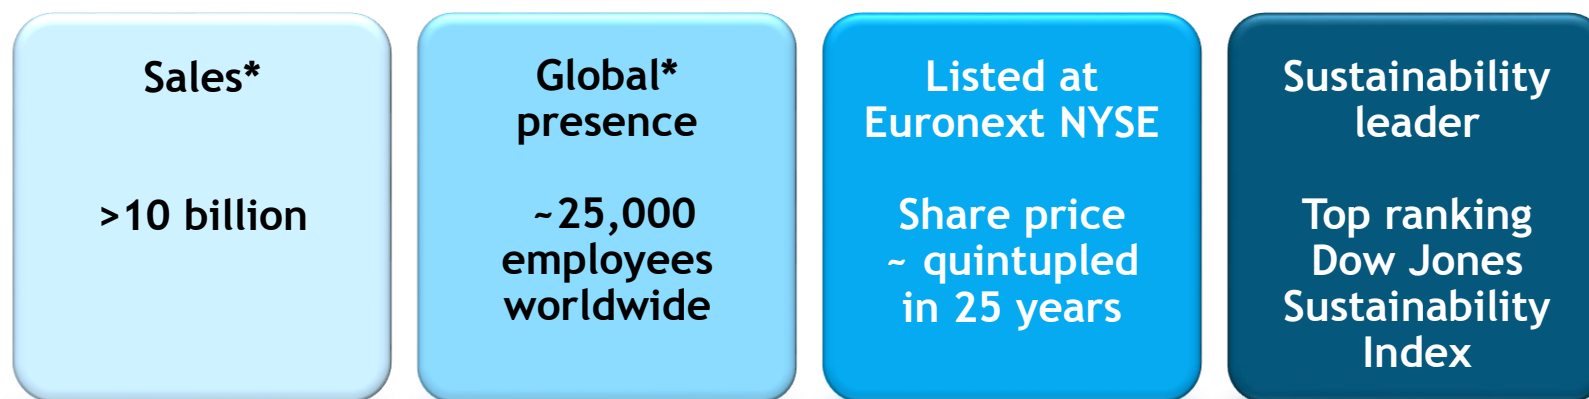 Sales*
>10 billion
Global*
presence
~25,000
employees
worldwide
Listed at
Euronext NYSE
Share price
~ quintupled
in 25 years
Sustainability
leader
Top ranking
Dow Jones
Sustainability
Index